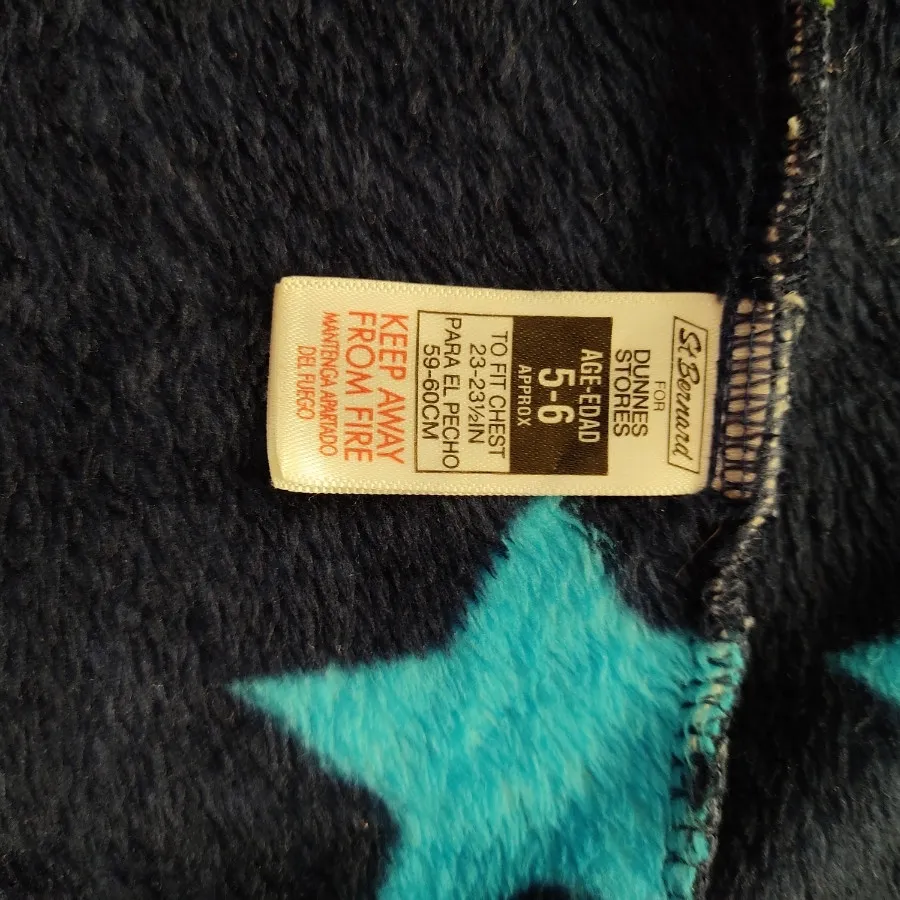 St Bernard
FOR
DUNNES
STORES
AGE-EDAD
5-6
APPROX
TO FIT CHEST
23-23½IN
PARA EL PECHO
59-60CM
KEEP AWAY
FROM FIRE
MANTENGA APARTADO
DEL FUEGO